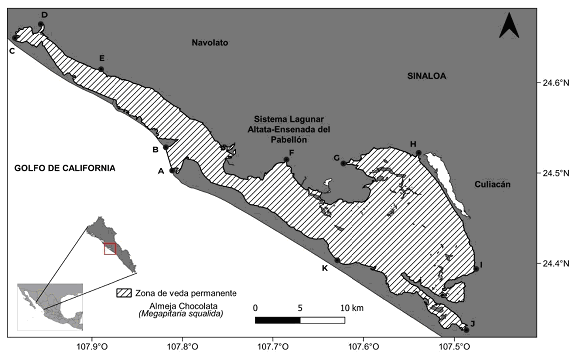 D
C
Navolato
E
24.6°N
SINALOA
Sistema Lagunar
Altata-Ensenada del
Pabellón
B
F
G
H
GOLFO DE CALIFORNIA
A
24.5°N
Culiacán
K
I
24.4°N
Zona de veda permanente
Almeja Chocolata
(Megapitaria squalida)
0 5 10 km
J
107.9°W 107.8°W 107.7°W 107.6°W 107.5°W